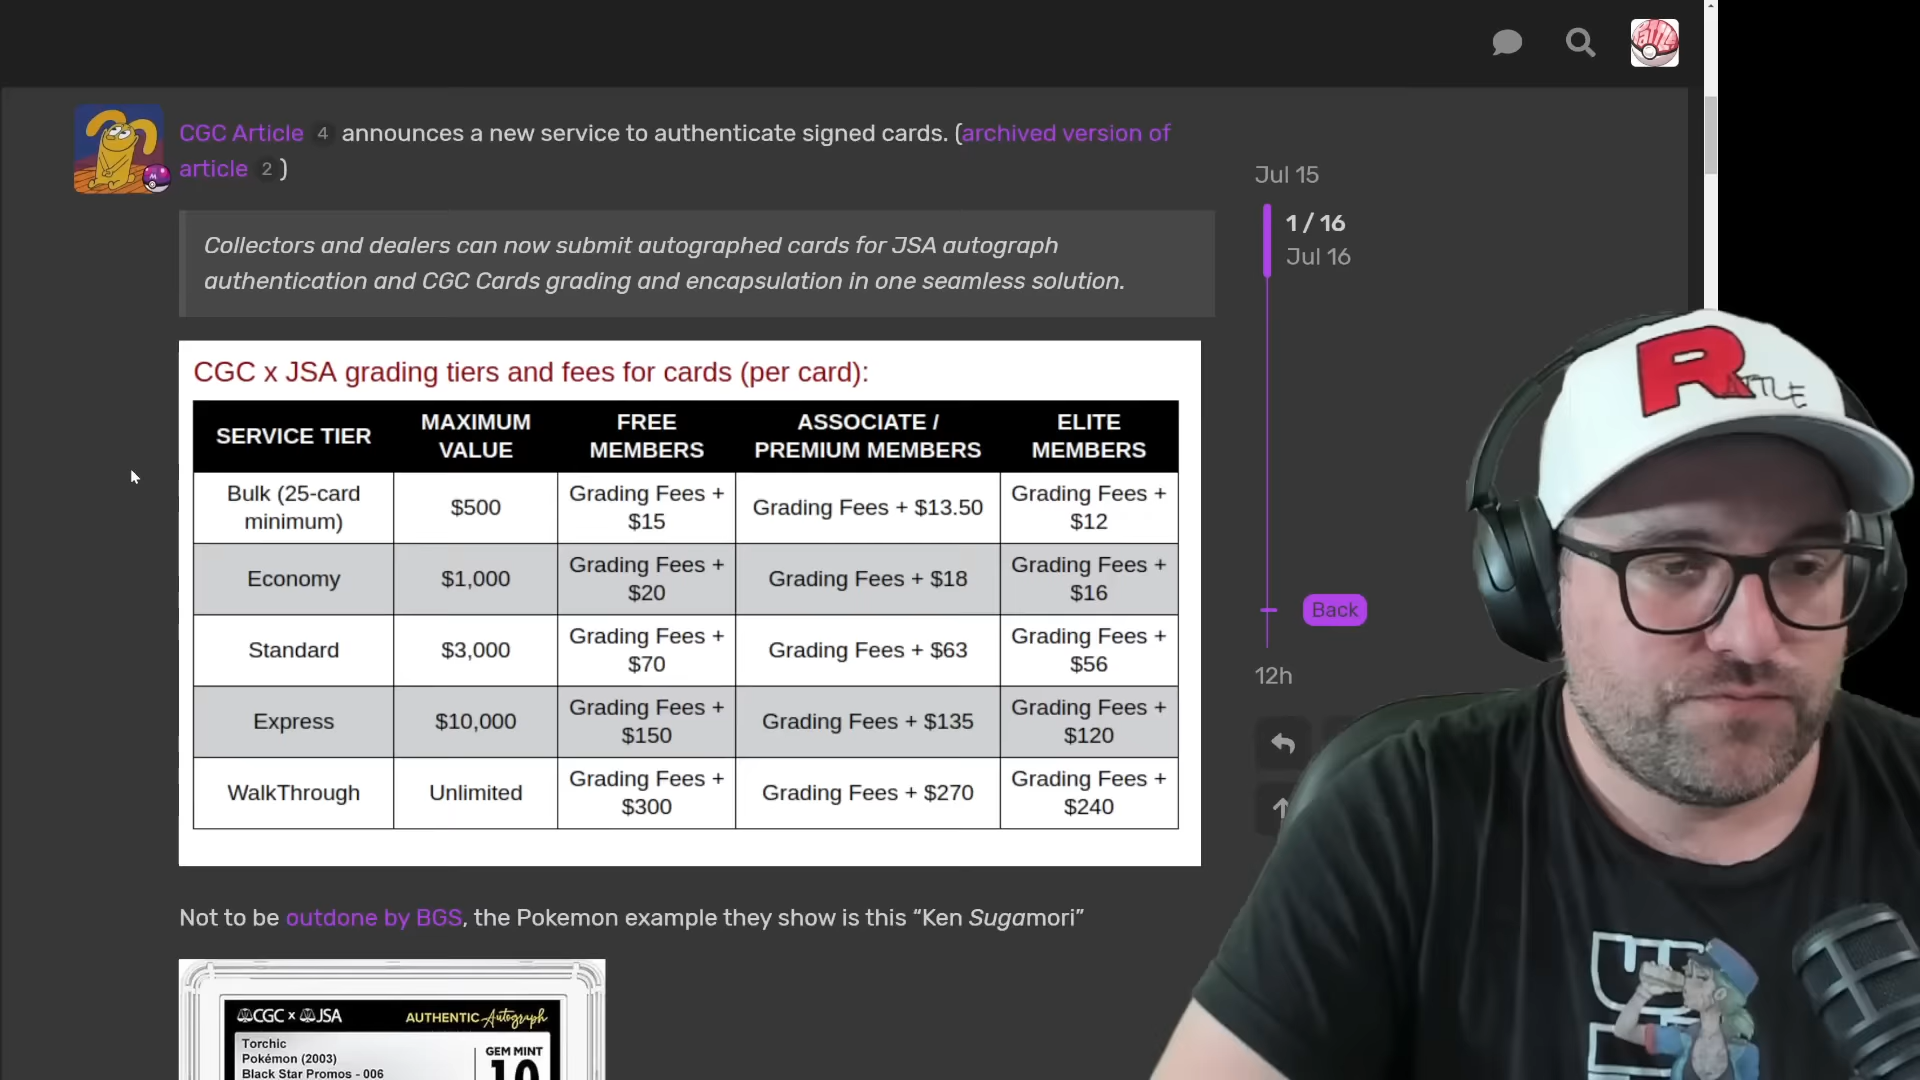 CGC Article 4 announces a new service to authenticate signed cards. (archived version of
article 2 )
Jul 15
Collectors and dealers can now submit autographed cards for JSA autograph
authentication and CGC Cards grading and encapsulation in one seamless solution.
1 / 16
Jul 16
CGC x JSA grading tiers and fees for cards (per card):
SERVICE TIER MAXIMUM VALUE FREE MEMBERS ASSOCIATE / PREMIUM MEMBERS ELITE MEMBERS
Bulk (25-card minimum) $500 Grading Fees + $15 Grading Fees + $13.50 Grading Fees + $12
Economy $1,000 Grading Fees + $20 Grading Fees + $18 Grading Fees + $16
Standard $3,000 Grading Fees + $70 Grading Fees + $63 Grading Fees + $56
Express $10,000 Grading Fees + $150 Grading Fees + $135 Grading Fees + $120
WalkThrough Unlimited Grading Fees + $300 Grading Fees + $270 Grading Fees + $240
Back
12h
RATTLE
Not to be outdone by BGS, the Pokemon example they show is this “Ken Sugamori”
CGC x JSA AUTHENTIC Autograph
Torchic
Pokémon (2003)
Black Star Promos - 006
GEM MINT
10